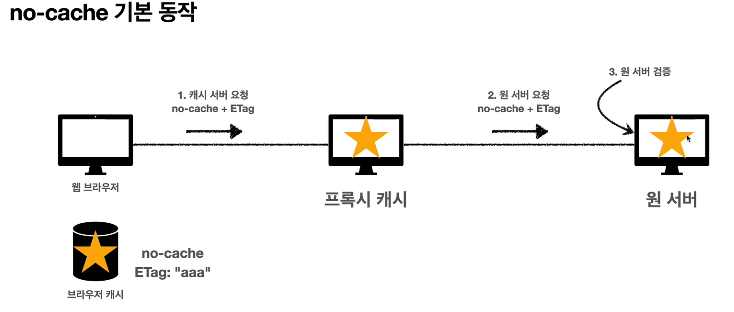 no-cache 기본 동작
1. 캐시 서버 요청
no-cache + ETag
2. 원 서버 요청
no-cache + ETag
3. 원 서버 검증
웹 브라우저
프록시 캐시
원 서버
no-cache
ETag: "aaa"
브라우저 캐시